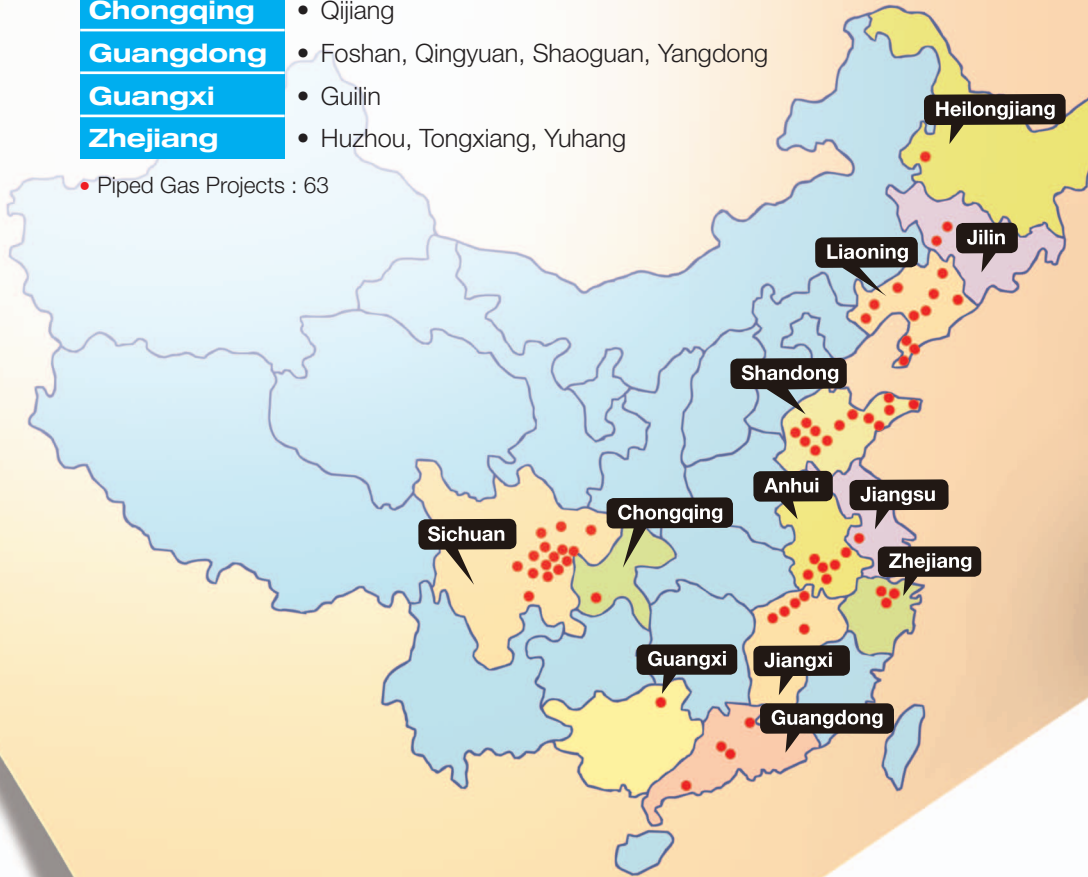 Chongqing • Qijiang
Guangdong • Foshan, Qingyuan, Shaoguan, Yangdong
Guangxi • Guilin
Zhejiang • Huzhou, Tongxiang, Yuhang
• Piped Gas Projects : 63
Heilongjiang
Jilin
Liaoning
Shandong
Anhui
Jiangsu
Chongqing
Sichuan
Zhejiang
Guangxi
Jiangxi
Guangdong